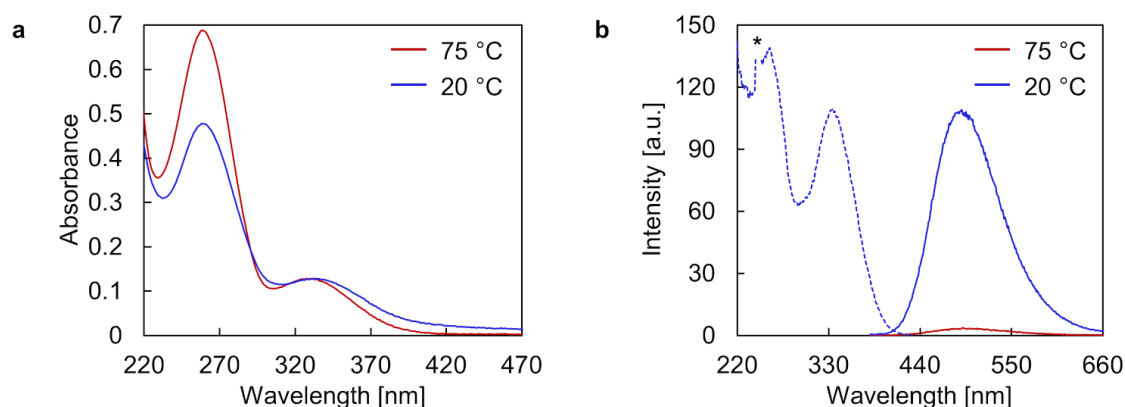 a
0.7
0.6
0.5
0.4
0.3
0.2
0.1
0
Absorbance
75 °C
20 °C
220 270 320 370 420 470
Wavelength [nm]
b
150
120
90
60
30
0
Intensity [a.u.]
*
75 °C
20 °C
220 330 440 550 660
Wavelength [nm]